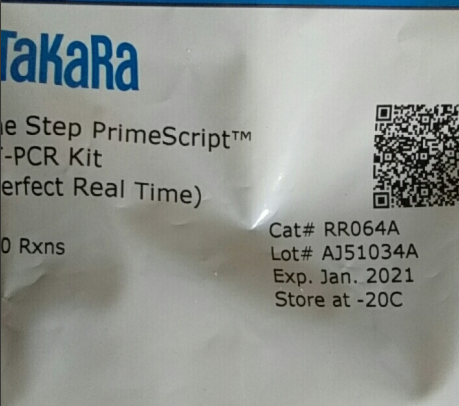 TaKaRa
e Step PrimeScript™
-PCR Kit
erfect Real Time)
0 Rxns
Cat# RR064A
Lot# AJ51034A
Exp. Jan. 2021
Store at -20C